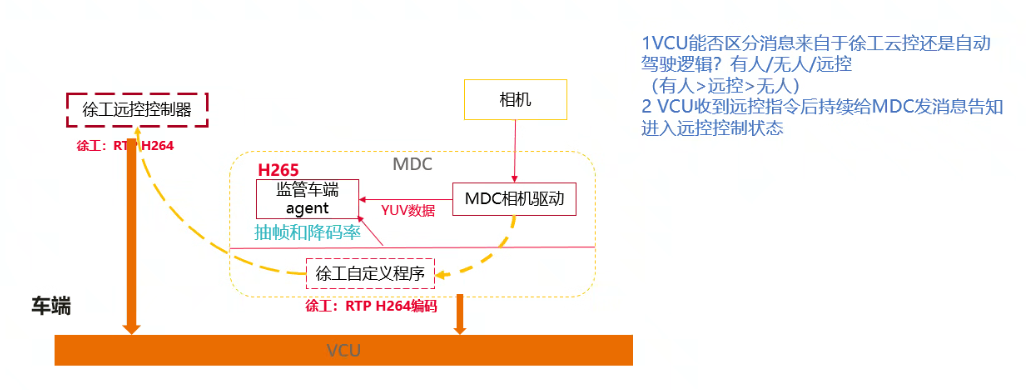 1VCU能否区分消息来自于徐工云控还是自动
驾驶逻辑？有人/无人/远控
（有人>远控>无人）
2 VCU收到远控指令后持续给MDC发消息告知
进入远控控制状态
徐工远控控制器
相机
徐工：RTP H264
MDC
H265
监管车端
agent
MDC相机驱动
YUV数据
抽帧和降码率
徐工自定义程序
徐工：RTP H264编码
车端
VCU